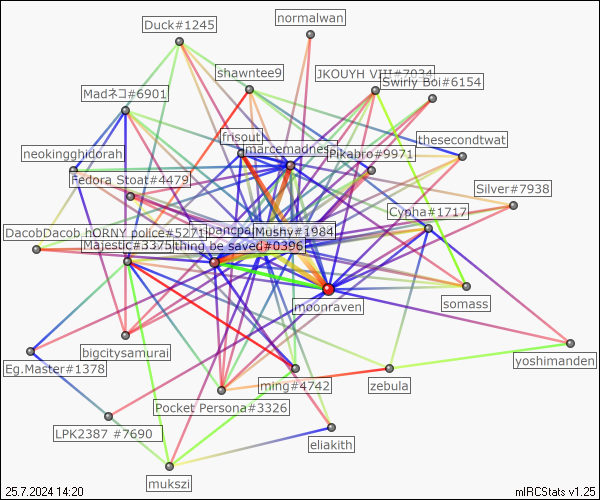 Duck#1245
normalwan
shawntee9
JKOUYH VIII#7034
Swirly Boi#6154
Madネコ#6901
frisout
marcemadness
thesecondtwat
neokingghidorah
Pikabro#9971
Fedora Stoat#4479
Silver#7938
Cypha#1717
DacobDacob hORNY police#5271
Mushy#1984
Majestic#3375
thing be saved#0396
moonraven
somass
bigcitysamurai
yoshimanden
Eg.Master#1378
ming#4742
zebula
Pocket Persona#3326
LPK2387 #7690
eliakith
mukszi
25.7.2024 14:20
mIRCStats v1.25